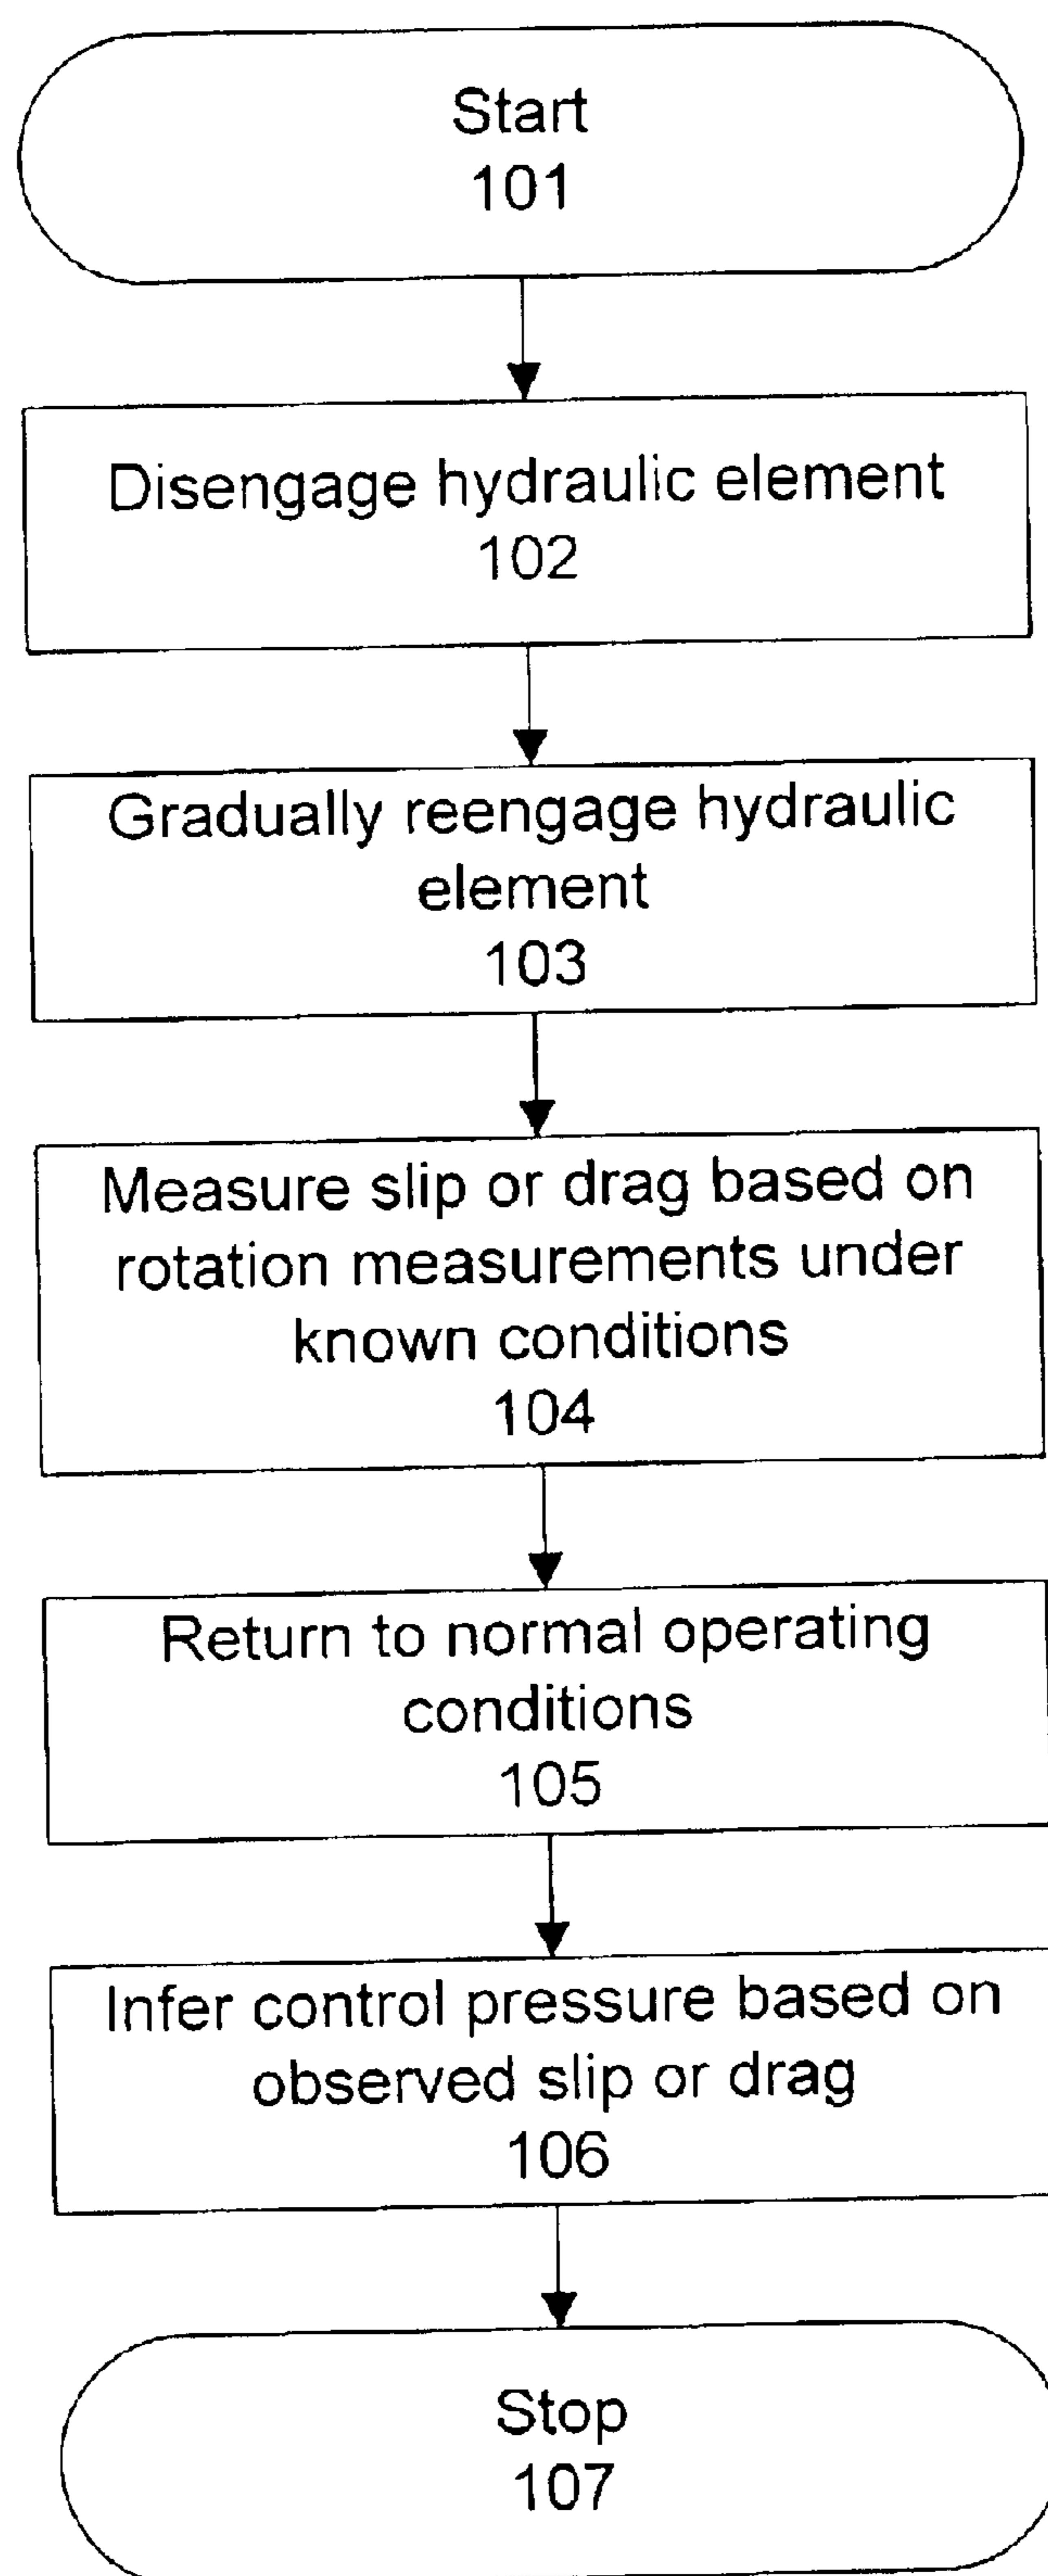 Start
101
Disengage hydraulic element
102
Gradually reengage hydraulic
element
103
Measure slip or drag based on
rotation measurements under
known conditions
104
Return to normal operating
conditions
105
Infer control pressure based on
observed slip or drag
106
Stop
107